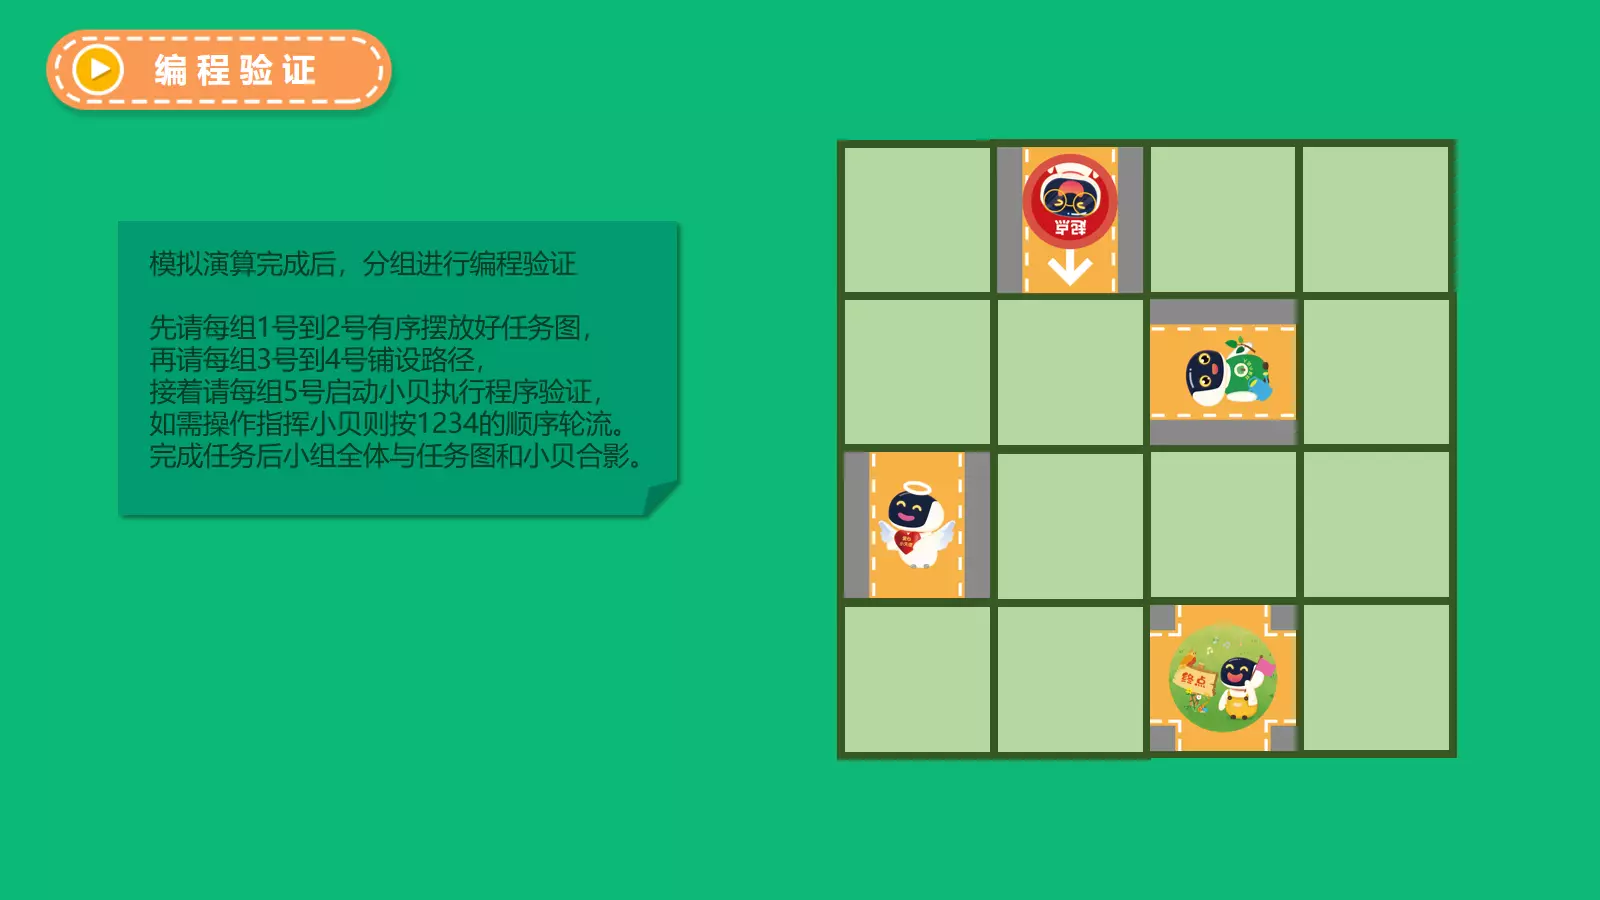 编程验证
模拟演算完成后，分组进行编程验证
先请每组1号到2号有序摆放好任务图，
再请每组3号到4号铺设路径，
接着请每组5号启动小贝执行程序验证，
如需操作指挥小贝则按1234的顺序轮流。
完成任务后小组全体与任务图和小贝合影。
起点
终点